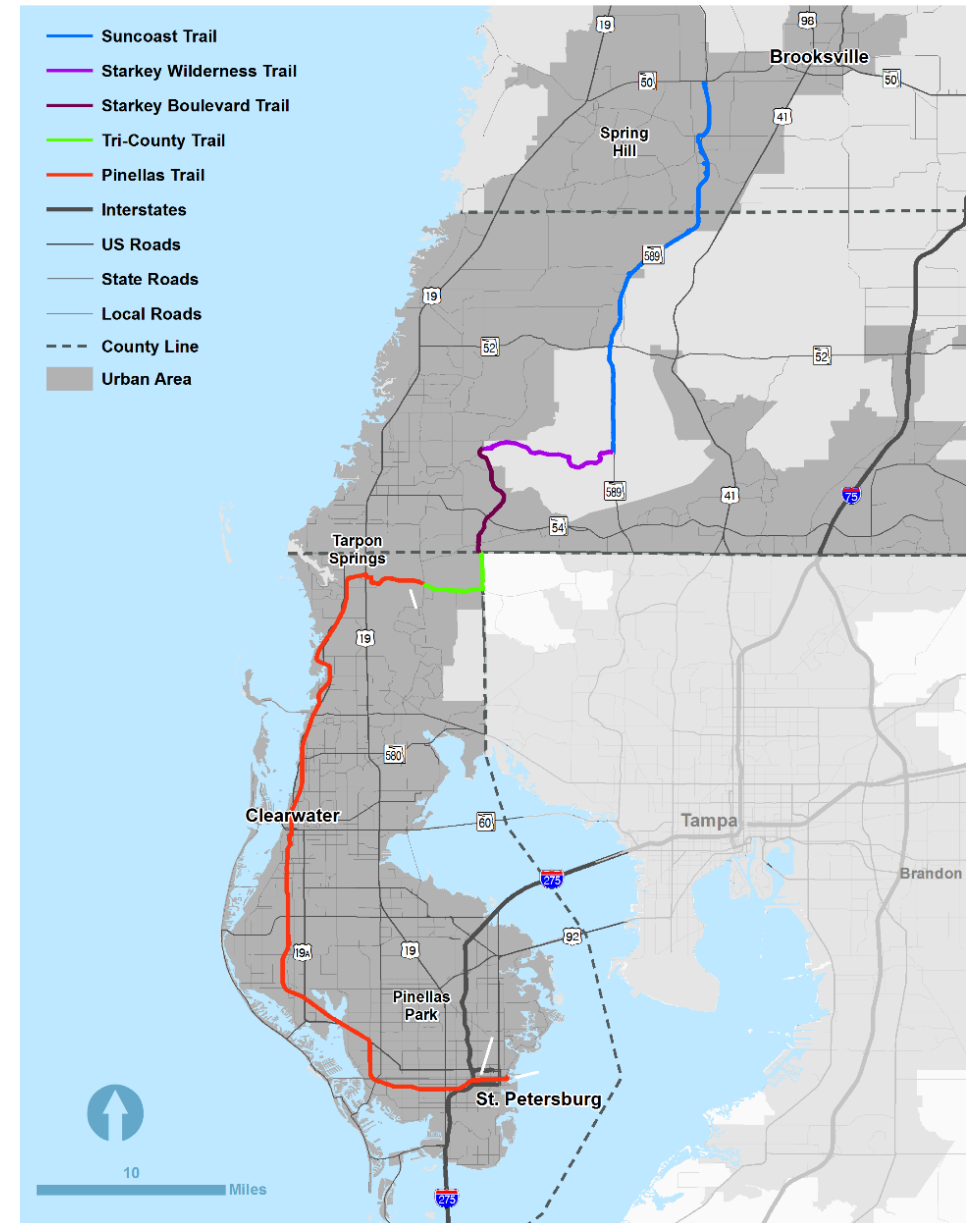 Suncoast Trail
Starkey Wilderness Trail
Starkey Boulevard Trail
Tri-County Trail
Pinellas Trail
Interstates
US Roads
State Roads
Local Roads
County Line
Urban Area
19
98
Brooksville
50
50
41
Spring
Hill
589
19
52
52
589
41
75
54
Tarpon
Springs
19
580
Clearwater
60
Tampa
275
Brandon
92
19A
19
Pinellas
Park
St. Petersburg
10
Miles
275